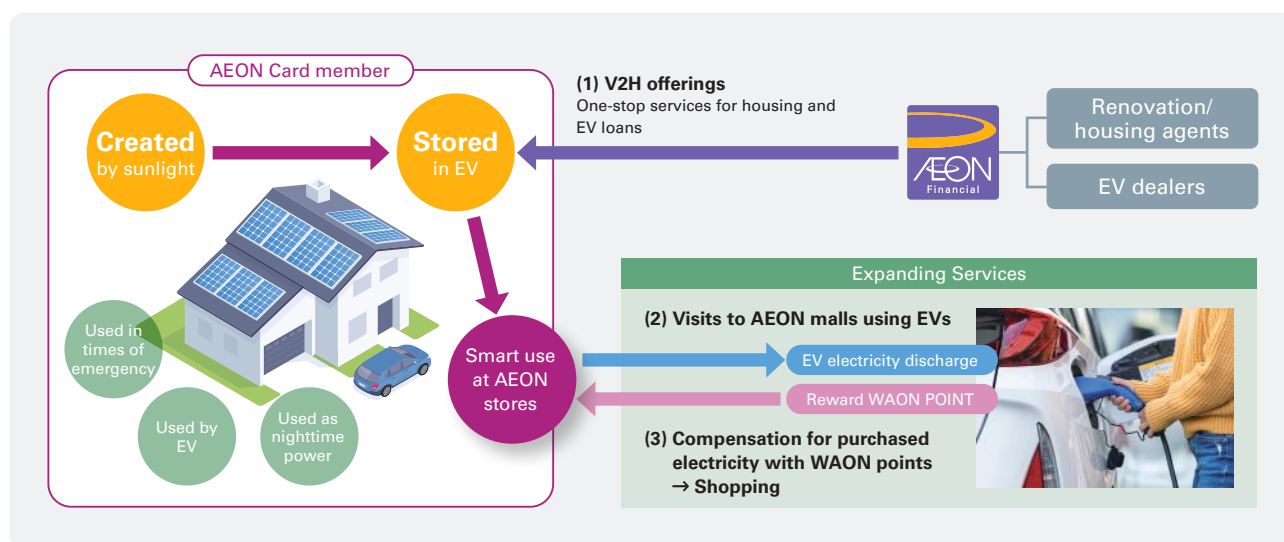 AEON Card member
Created
by sunlight
Stored
in EV
(1) V2H offerings
One-stop services for housing and
EV loans
ÆON
Financial
Renovation/
housing agents
EV dealers
Used in
times of
emergency
Used by
EV
Used as
nighttime
power
Smart use
at AEON
stores
Expanding Services
(2) Visits to AEON malls using EVs
EV electricity discharge
Reward WAON POINT
(3) Compensation for purchased
electricity with WAON points
→ Shopping